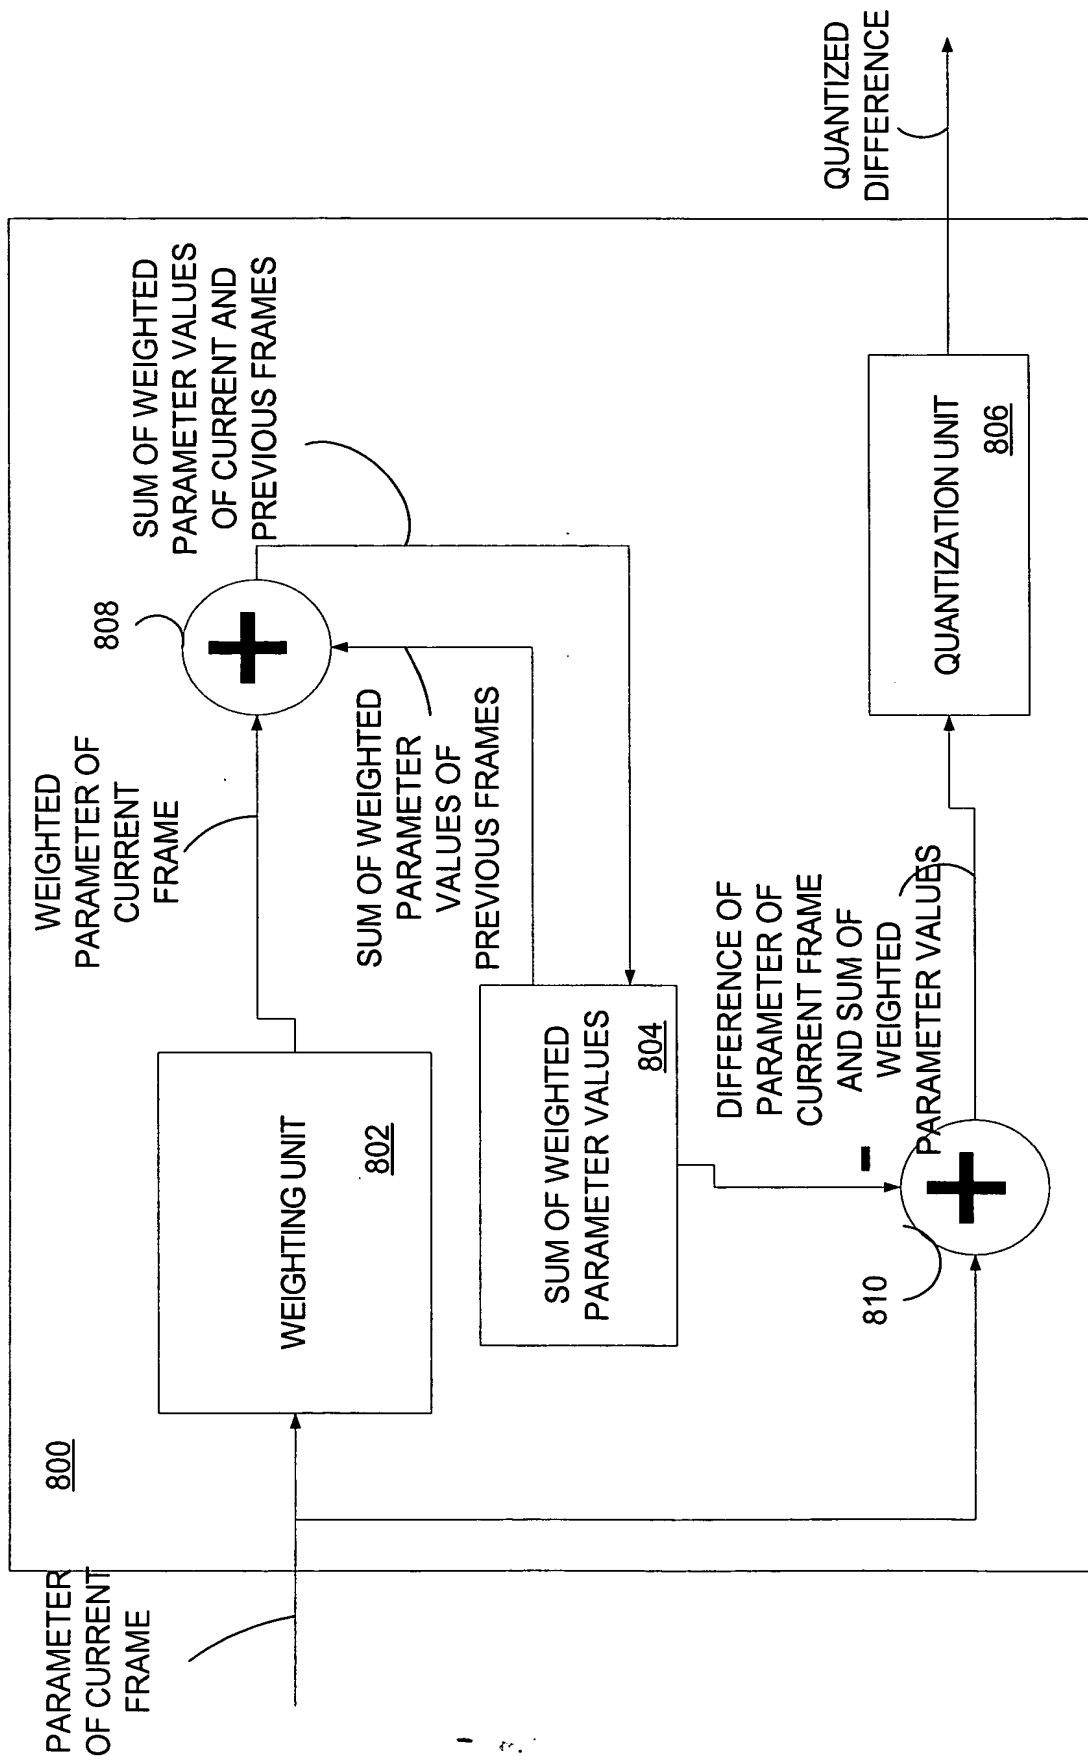 PARAMETER
OF CURRENT
FRAME
800
WEIGHTING UNIT
802
WEIGHTED
PARAMETER OF
CURRENT
FRAME
808
+
SUM OF WEIGHTED
PARAMETER VALUES
OF CURRENT AND
PREVIOUS FRAMES
SUM OF WEIGHTED
PARAMETER
VALUES OF
PREVIOUS FRAMES
SUM OF WEIGHTED
PARAMETER VALUES
804
DIFFERENCE OF
PARAMETER OF
CURRENT FRAME
AND SUM OF
WEIGHTED
PARAMETER VALUES
-
810
+
QUANTIZATION UNIT
806
QUANTIZED
DIFFERENCE